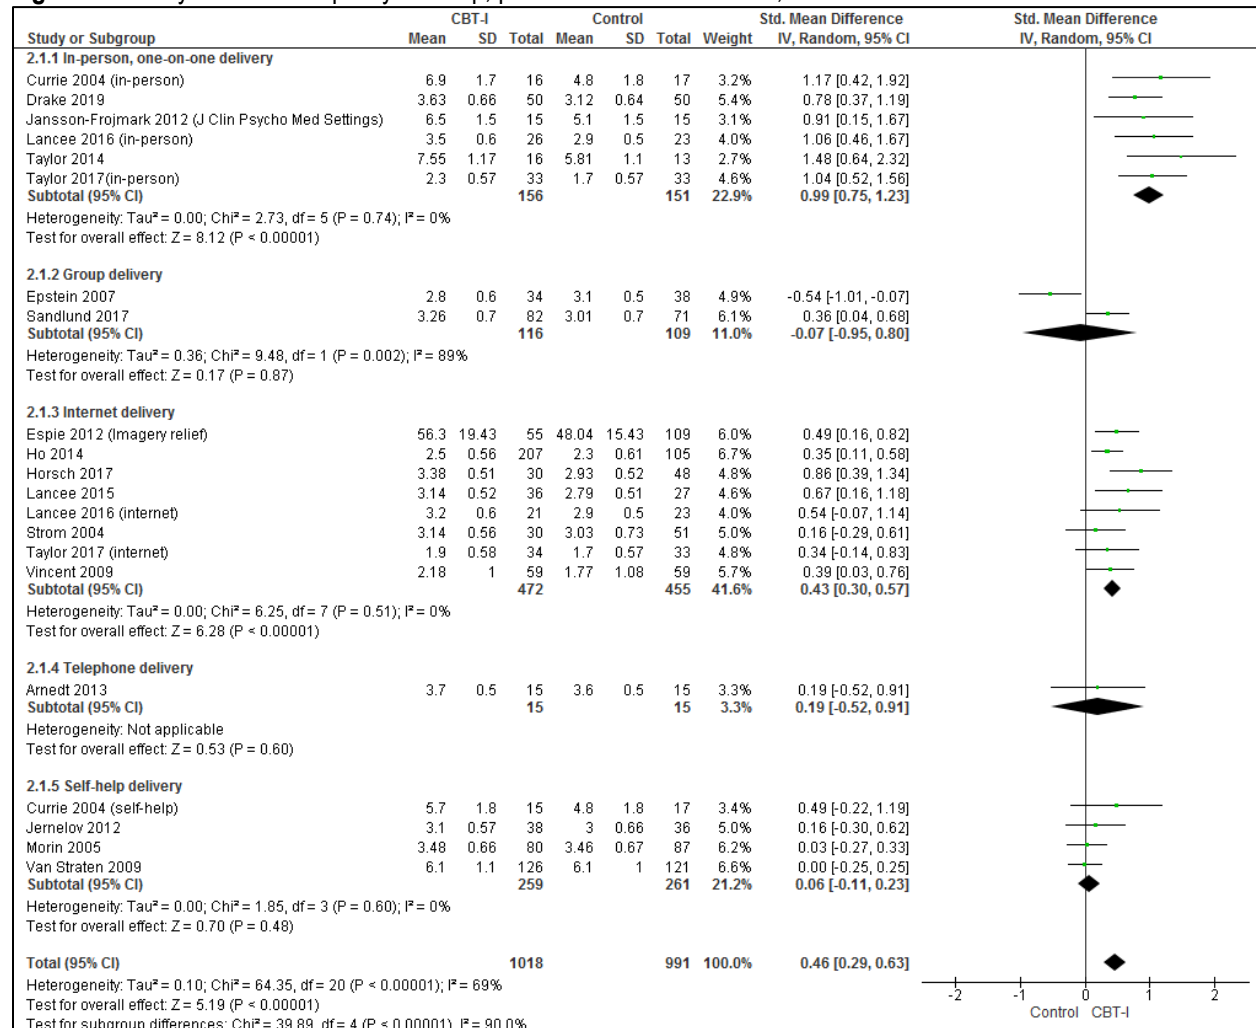 CBT-I Control Std. Mean Difference Std. Mean Difference
Study or Subgroup Mean SD Total Mean SD Total Weight IV, Random, 95% CI IV, Random, 95% CI
2.1.1 In-person, one-on-one delivery
Currie 2004 (in-person) 6.9 1.7 16 4.8 1.8 17 3.2% 1.17 [0.42, 1.92]
Drake 2019 3.63 0.66 50 3.12 0.64 50 5.4% 0.78 [0.37, 1.19]
Jansson-Frojmark 2012 (J Clin Psycho Med Settings) 6.5 1.5 15 5.1 1.5 15 3.1% 0.91 [0.15, 1.67]
Lancee 2016 (in-person) 3.5 0.6 26 2.9 0.5 23 4.0% 1.06 [0.46, 1.67]
Taylor 2014 7.55 1.17 16 5.81 1.1 13 2.7% 1.48 [0.64, 2.32]
Taylor 2017(in-person) 2.3 0.57 33 1.7 0.57 33 4.6% 1.04 [0.52, 1.56]
Subtotal (95% CI) 156 151 22.9% 0.99 [0.75, 1.23]
Heterogeneity: Tau² = 0.00; Chi² = 2.73, df = 5 (P = 0.74); I² = 0%
Test for overall effect: Z = 8.12 (P < 0.00001)
2.1.2 Group delivery
Epstein 2007 2.8 0.6 34 3.1 0.5 38 4.9% -0.54 [-1.01, -0.07]
Sandlund 2017 3.26 0.7 82 3.01 0.7 71 6.1% 0.36 [0.04, 0.68]
Subtotal (95% CI) 116 109 11.0% -0.07 [-0.95, 0.80]
Heterogeneity: Tau² = 0.36; Chi² = 9.48, df = 1 (P = 0.002); I² = 89%
Test for overall effect: Z = 0.17 (P = 0.87)
2.1.3 Internet delivery
Espie 2012 (Imagery relief) 56.3 19.43 55 48.04 15.43 109 6.0% 0.49 [0.16, 0.82]
Ho 2014 2.5 0.56 207 2.3 0.61 105 6.7% 0.35 [0.11, 0.58]
Horsch 2017 3.38 0.51 30 2.93 0.52 48 4.8% 0.86 [0.39, 1.34]
Lancee 2015 3.14 0.52 36 2.79 0.51 27 4.6% 0.67 [0.16, 1.18]
Lancee 2016 (internet) 3.2 0.6 21 2.9 0.5 23 4.0% 0.54 [-0.07, 1.14]
Strom 2004 3.14 0.56 30 3.03 0.73 51 5.0% 0.16 [-0.29, 0.61]
Taylor 2017 (internet) 1.9 0.58 34 1.7 0.57 33 4.8% 0.34 [-0.14, 0.83]
Vincent 2009 2.18 1 59 1.77 1.08 59 5.7% 0.39 [0.03, 0.76]
Subtotal (95% CI) 472 455 41.6% 0.43 [0.30, 0.57]
Heterogeneity: Tau² = 0.00; Chi² = 6.25, df = 7 (P = 0.51); I² = 0%
Test for overall effect: Z = 6.28 (P < 0.00001)
2.1.4 Telephone delivery
Arnedt 2013 3.7 0.5 15 3.6 0.5 15 3.3% 0.19 [-0.52, 0.91]
Subtotal (95% CI) 15 15 3.3% 0.19 [-0.52, 0.91]
Heterogeneity: Not applicable
Test for overall effect: Z = 0.53 (P = 0.60)
2.1.5 Self-help delivery
Currie 2004 (self-help) 5.7 1.8 15 4.8 1.8 17 3.4% 0.49 [-0.22, 1.19]
Jernelov 2012 3.1 0.57 38 3 0.66 36 5.0% 0.16 [-0.30, 0.62]
Morin 2005 3.48 0.66 80 3.46 0.67 87 6.2% 0.03 [-0.27, 0.33]
Van Straten 2009 6.1 1.1 126 6.1 1 121 6.6% 0.00 [-0.25, 0.25]
Subtotal (95% CI) 259 261 21.2% 0.06 [-0.11, 0.23]
Heterogeneity: Tau² = 0.00; Chi² = 1.85, df = 3 (P = 0.60); I² = 0%
Test for overall effect: Z = 0.70 (P = 0.48)
Total (95% CI) 1018 991 100.0% 0.46 [0.29, 0.63]
Heterogeneity: Tau² = 0.10; Chi² = 64.35, df = 20 (P < 0.00001); I² = 69%
Test for overall effect: Z = 5.19 (P < 0.00001)
Test for subgroup differences: Chi² = 39.89, df = 4 (P < 0.00001), I² = 90.0%
-2 -1 0 1 2
Control CBT-I